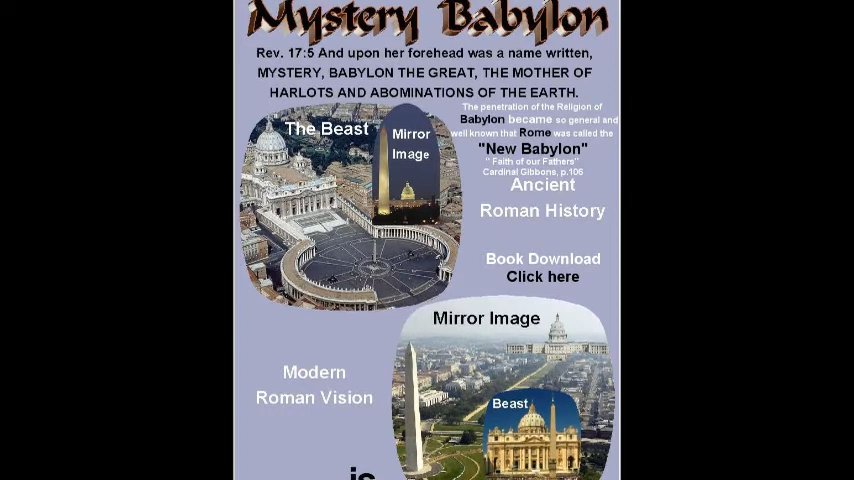 Mystery Babylon
Rev. 17:5 And upon her forehead was a name written,
MYSTERY, BABYLON THE GREAT, THE MOTHER OF
HARLOTS AND ABOMINATIONS OF THE EARTH.
The Beast
Mirror
Image
The penetration of the Religion of
Babylon became so general and
well known that Rome was called the
"New Babylon"
" Faith of our Fathers"
Cardinal Gibbons, p.106
Ancient
Roman History
Book Download
Click here
Mirror Image
Modern
Roman Vision
Beast
is